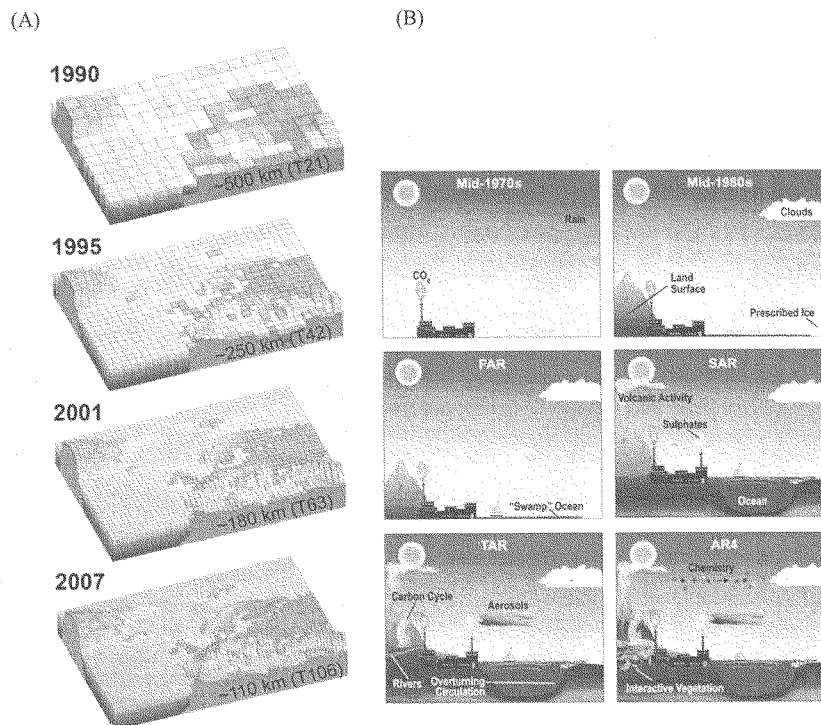 (A)
1990
~500 km (T21)
1995
~250 km (T42)
2001
~180 km (T63)
2007
~110 km (T106)
(B)
Mid-1970s
Rain
CO₂
Mid-1980s
Clouds
Land
Surface
Prescribed Ice
FAR
"Swamp" Ocean
SAR
Volcanic Activity
Sulphates
Ocean
TAR
Carbon Cycle
Aerosols
Rivers
Overturning
Circulation
AR4
Chemistry
Interactive Vegetation